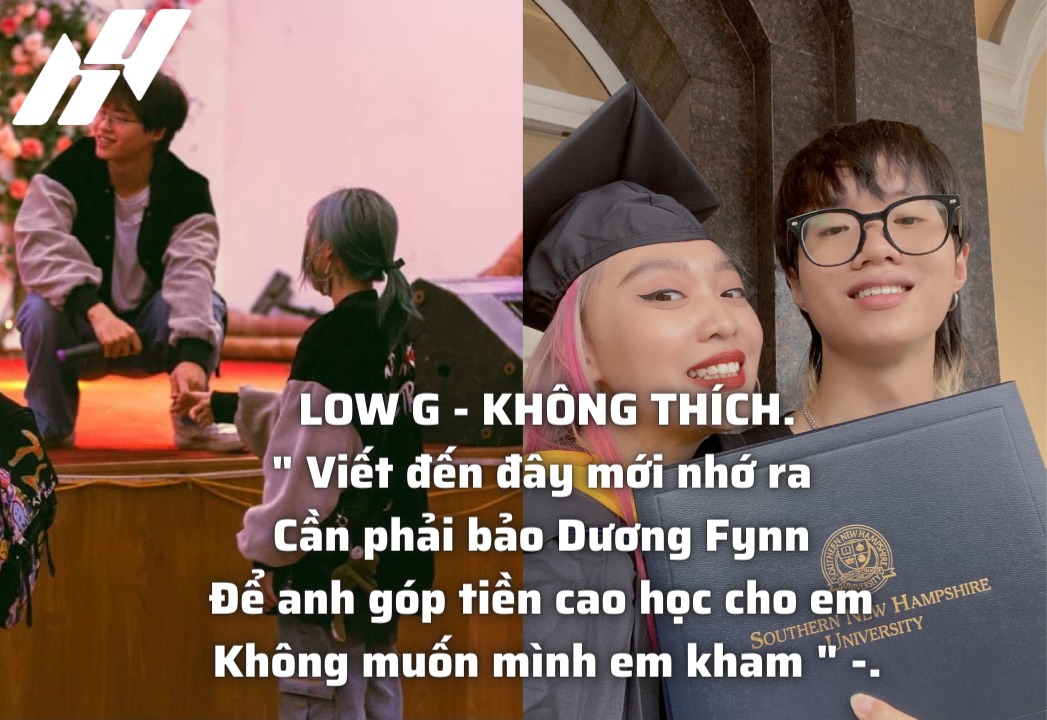 LOW G - KHÔNG THÍCH.
" Viết đến đây mới nhớ ra
Cần phải bảo Dương Fynn
Để anh góp tiền cao học cho em
Không muốn mình em kham " -.
SOUTHERN NEW HAMPSHIRE
UNIVERSITY